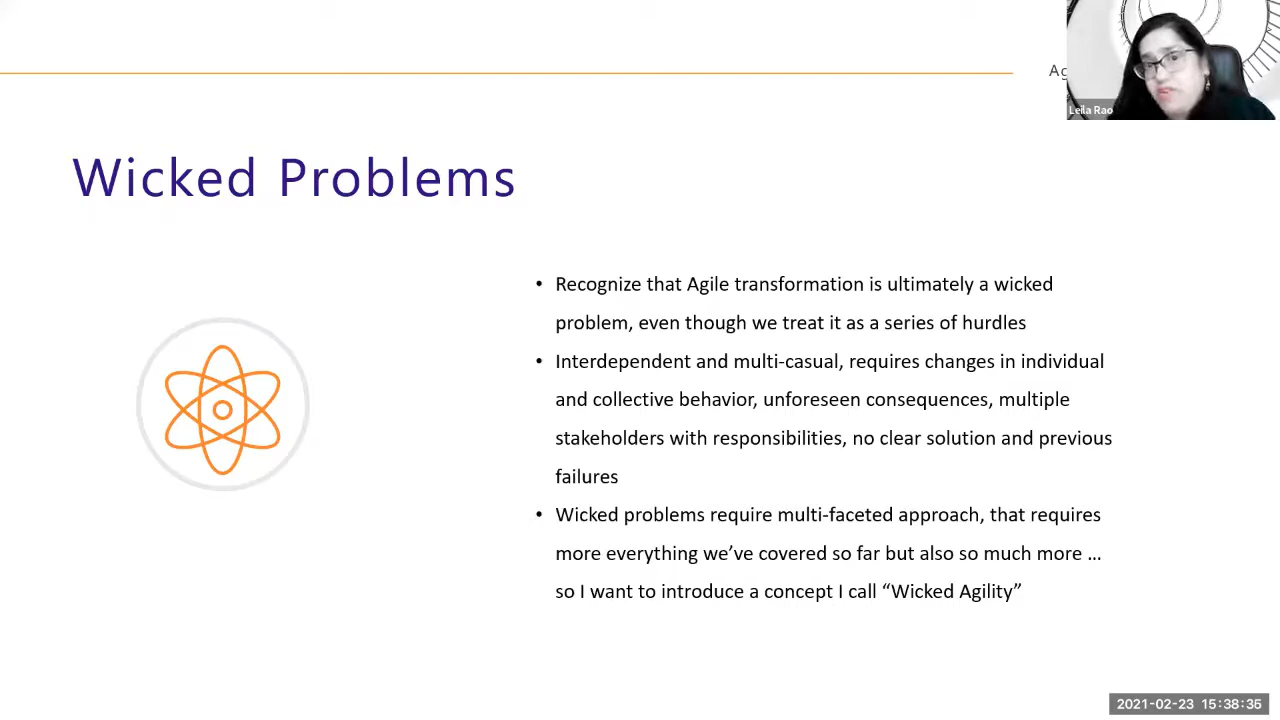 Ag
Leila Rao
Wicked Problems
• Recognize that Agile transformation is ultimately a wicked
problem, even though we treat it as a series of hurdles
• Interdependent and multi-casual, requires changes in individual
and collective behavior, unforeseen consequences, multiple
stakeholders with responsibilities, no clear solution and previous
failures
• Wicked problems require multi-faceted approach, that requires
more everything we’ve covered so far but also so much more …
so I want to introduce a concept I call “Wicked Agility”
2021-02-23 15:38:35